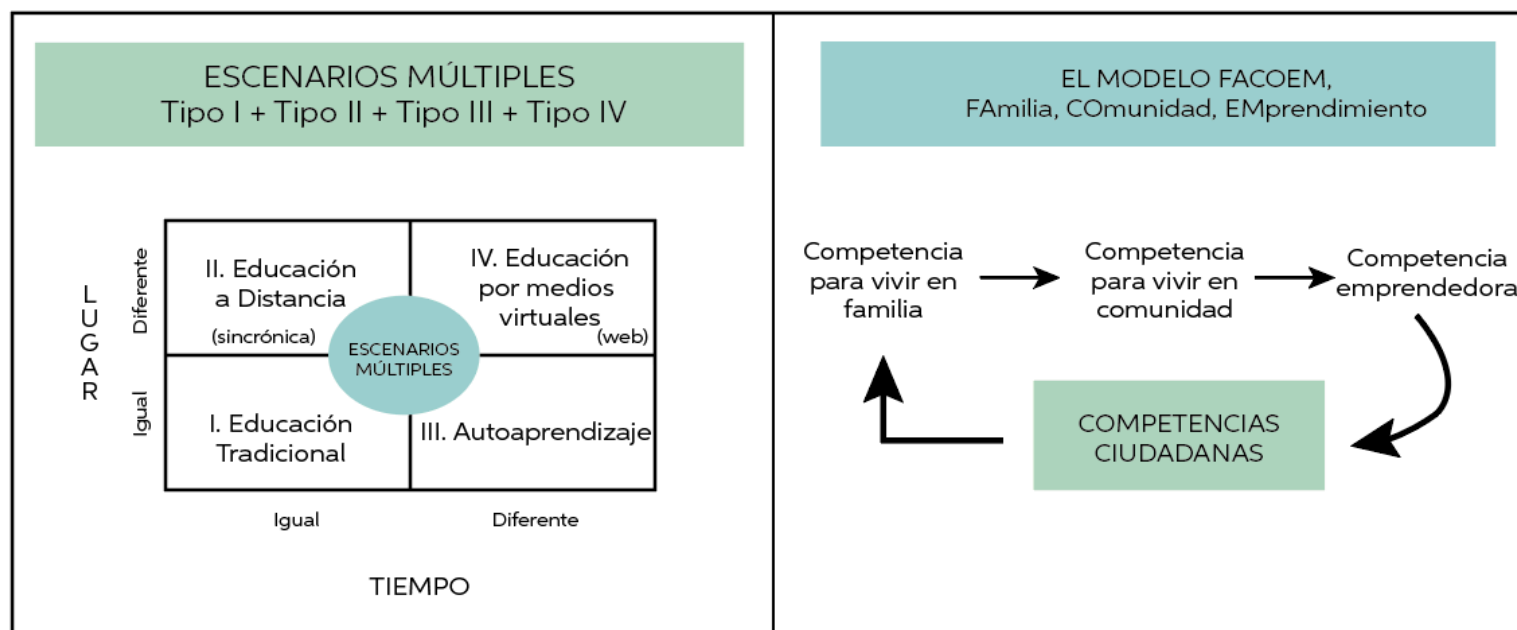 ESCENARIOS MÚLTIPLES
Tipo I + Tipo II + Tipo III + Tipo IV
LUGAR
Diferente
Igual
II. Educación
a Distancia
(sincrónica)
IV. Educación
por medios
virtuales
(web)
ESCENARIOS
MÚLTIPLES
I. Educación
Tradicional
III. Autoaprendizaje
Igual
Diferente
TIEMPO
EL MODELO FACOEM,
FAmilia, COmunidad, EMprendimiento
Competencia
para vivir en
familia
Competencia
para vivir en
comunidad
Competencia
emprendedora
COMPETENCIAS
CIUDADANAS